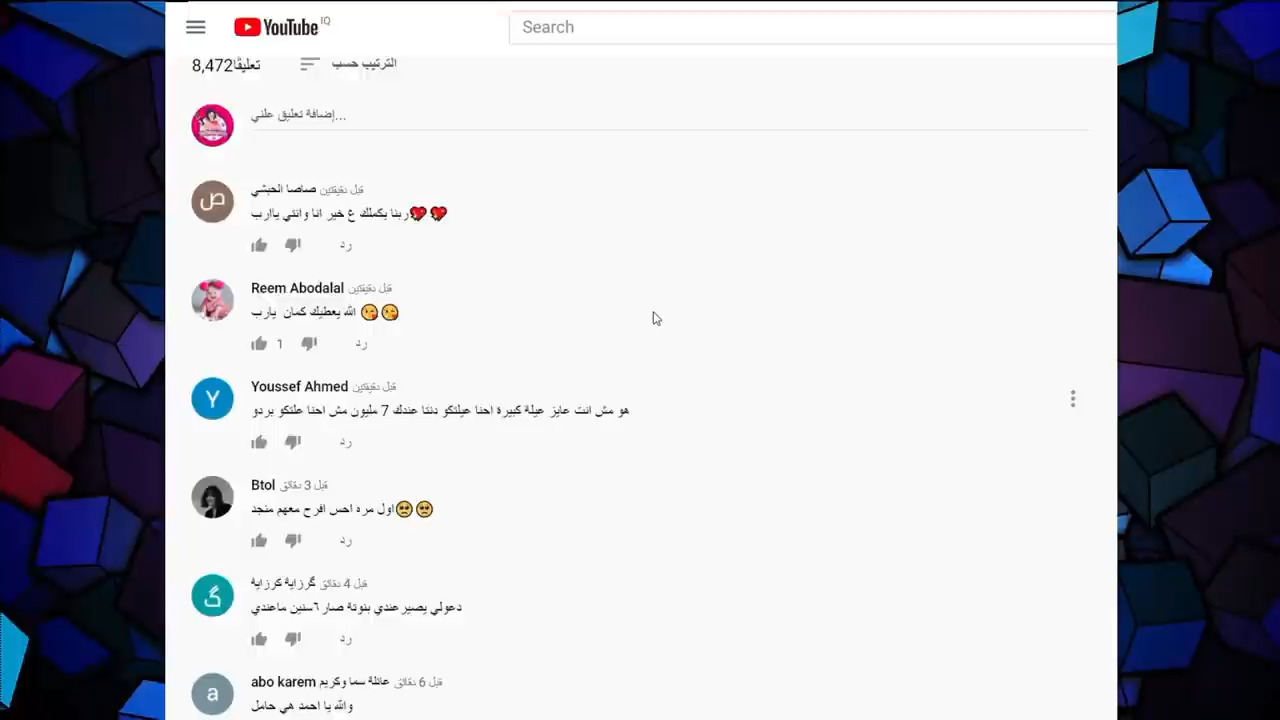 YouTube IQ
Search
8,472 تعليقًا
الترتيب حسب
إضافة تعليق علني...
صاصا الحبشي قبل دقيقتين
ربنا يكملك ع خير انا وانتي ياارب💖💖
رد
Reem Abodalal قبل دقيقتين
الله يعطيك كمان يارب 😘😘
1
رد
Youssef Ahmed قبل دقيقتين
هو مش انت عايز عيلة كبيرة احنا عيلتكو دنتا عندك 7 مليون مش احنا علتكو بردو
رد
Btol قبل 3 دقائق
اول مره احس افرح معهم منجد🥺🥺
رد
گرزاية كرزاية قبل 4 دقائق
دعولي يصير عندي بنوتة صار ٦سنين ماعندي
رد
abo karem عائلة سما وكريم قبل 6 دقائق
والله يا احمد هي حامل
ص
Y
گ
a